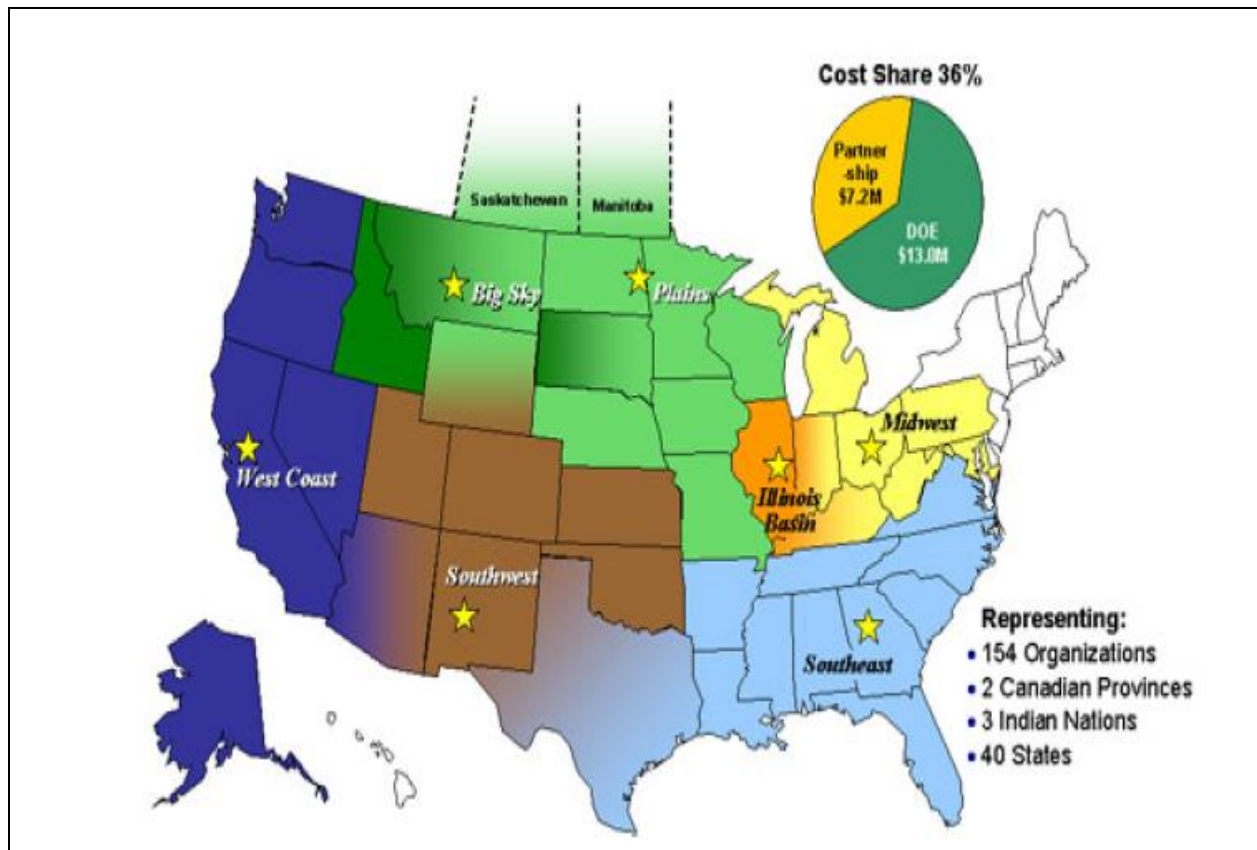 Cost Share 36%
Partner
-ship
$7.2M
DOE
$13.0M
Saskatchewan
Manitoba
Big Sky
Plains
Midwest
West Coast
Illinois
Basin
Southwest
Southeast
Representing:
• 154 Organizations
• 2 Canadian Provinces
• 3 Indian Nations
• 40 States